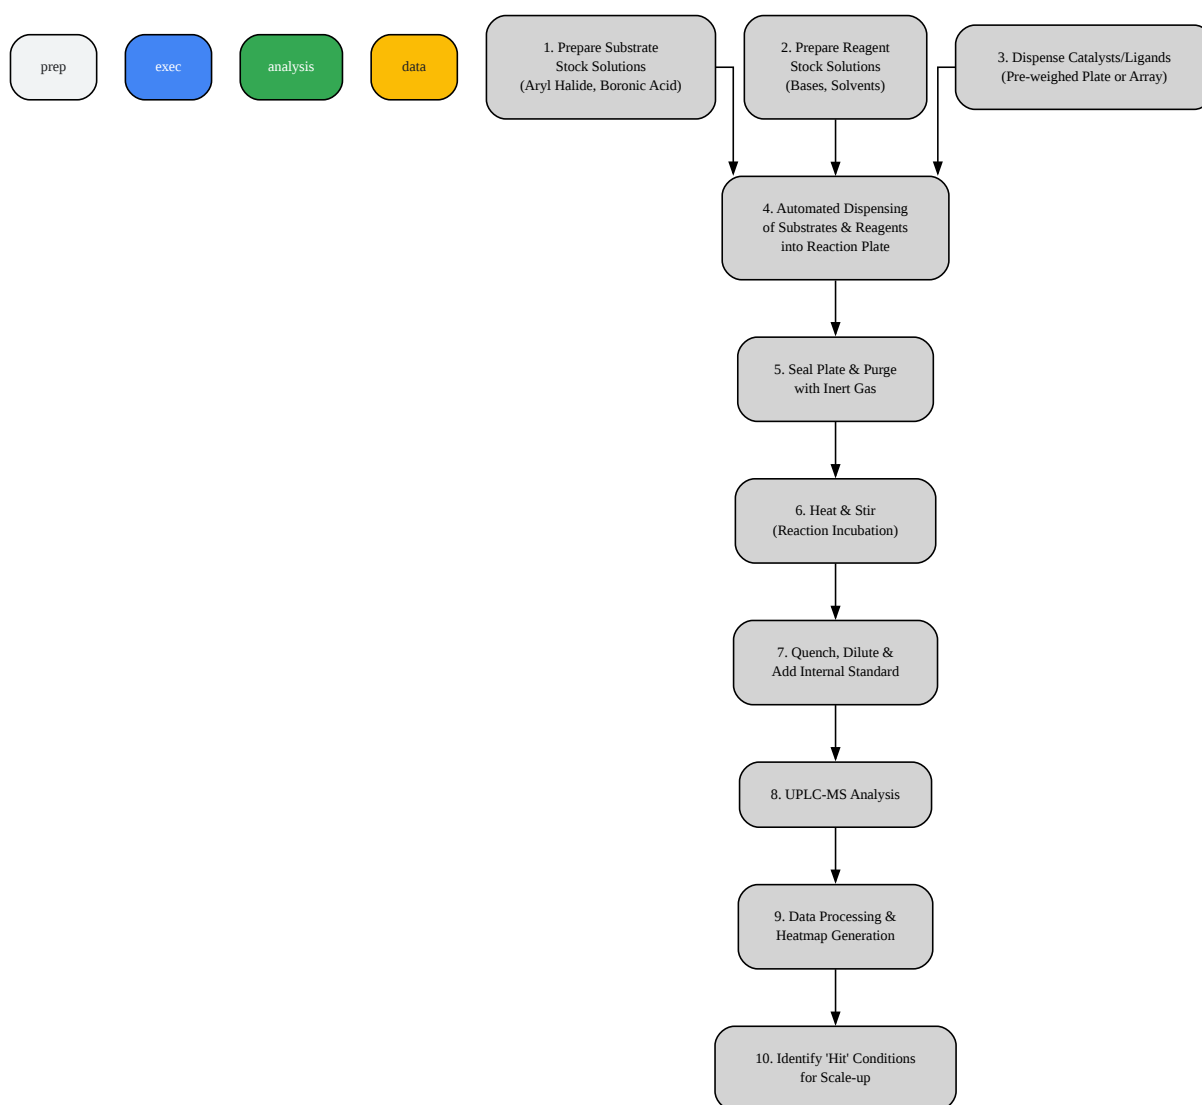 prep
exec
analysis
data
1. Prepare Substrate
Stock Solutions
(Aryl Halide, Boronic Acid)
2. Prepare Reagent
Stock Solutions
(Bases, Solvents)
3. Dispense Catalysts/Ligands
(Pre-weighed Plate or Array)
4. Automated Dispensing
of Substrates & Reagents
into Reaction Plate
5. Seal Plate & Purge
with Inert Gas
6. Heat & Stir
(Reaction Incubation)
7. Quench, Dilute &
Add Internal Standard
8. UPLC-MS Analysis
9. Data Processing &
Heatmap Generation
10. Identify 'Hit' Conditions
for Scale-up